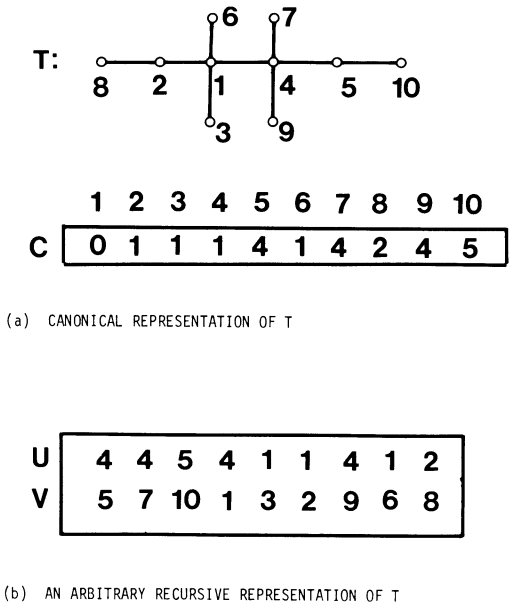 6 7
T:
8 2 1 4 5 10
3 9
1 2 3 4 5 6 7 8 9 10
C 0 1 1 1 4 1 4 2 4 5
(a) CANONICAL REPRESENTATION OF T
U 4 4 5 4 1 1 4 1 2
V 5 7 10 1 3 2 9 6 8
(b) AN ARBITRARY RECURSIVE REPRESENTATION OF T